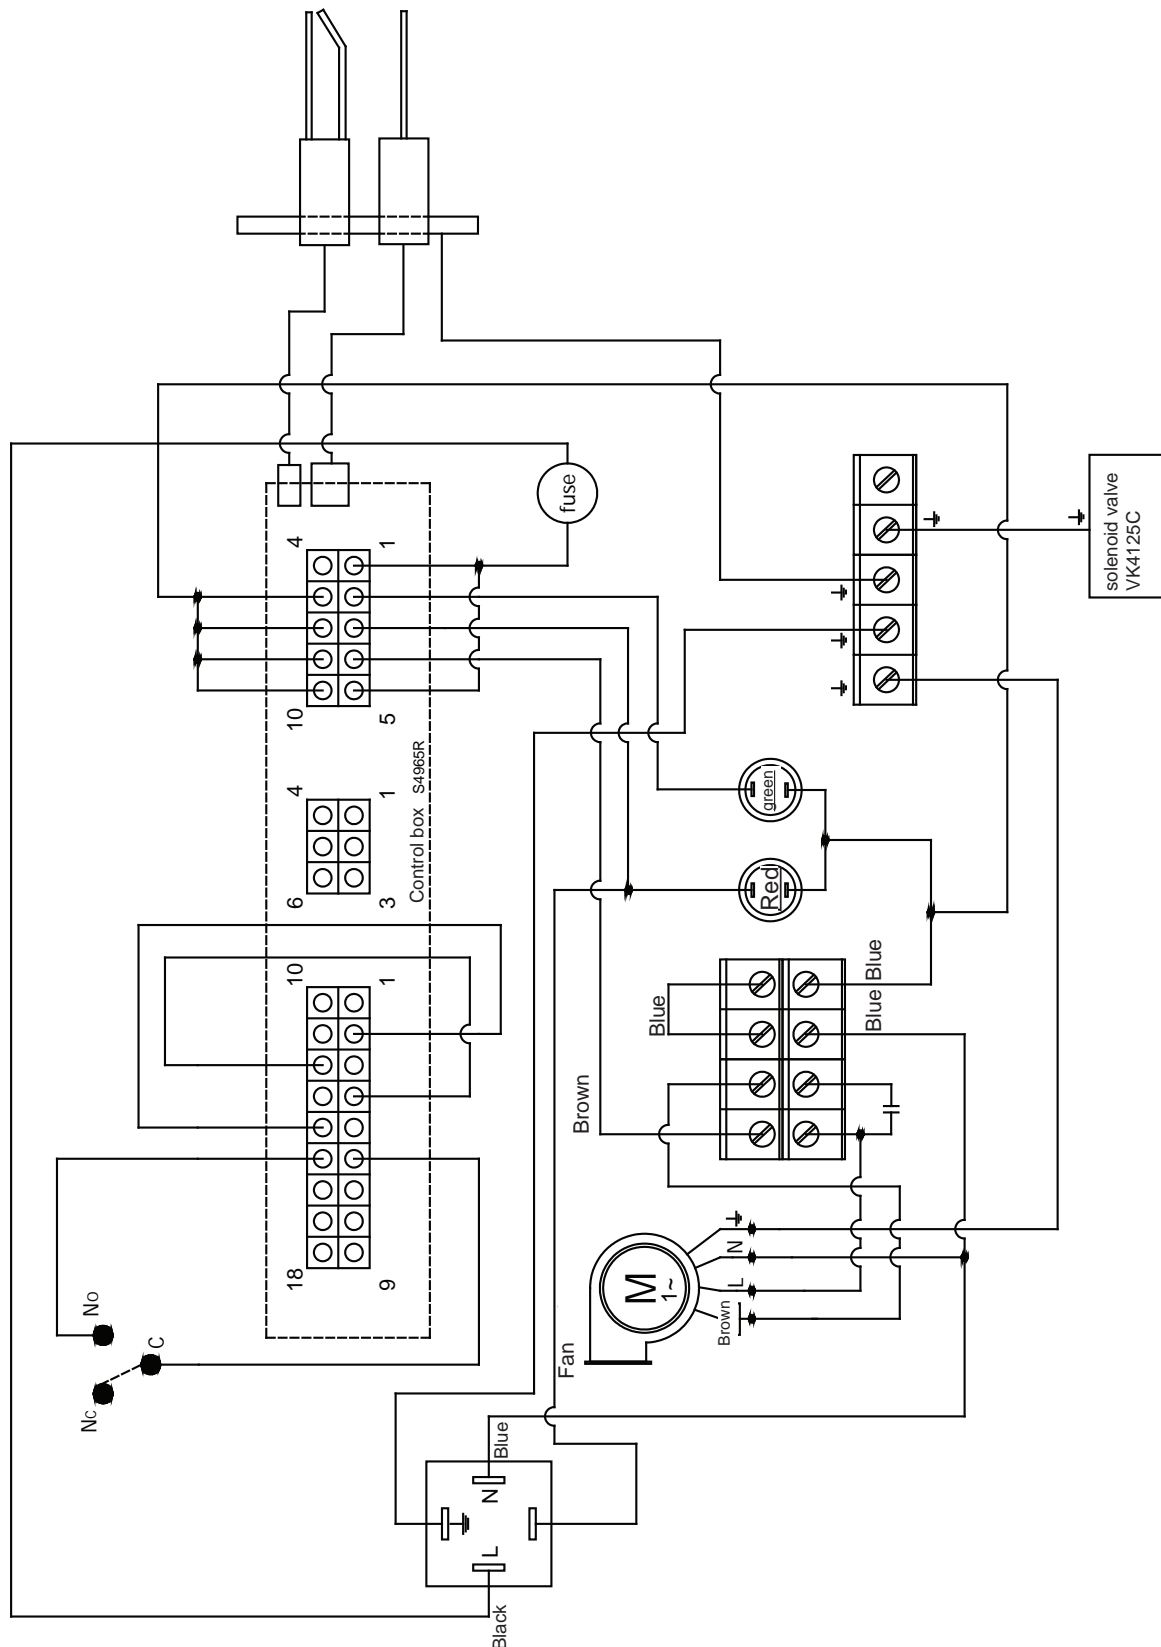 fuse
4
1
10
5
Control box S4965R
4
1
6
3
10
1
18
9
solenoid valve
VK4125C
green
Red
Blue
Blue Blue
Brown
M
1~
N
L
Brown
Fan
NO
C
NC
N
L
Blue
Black